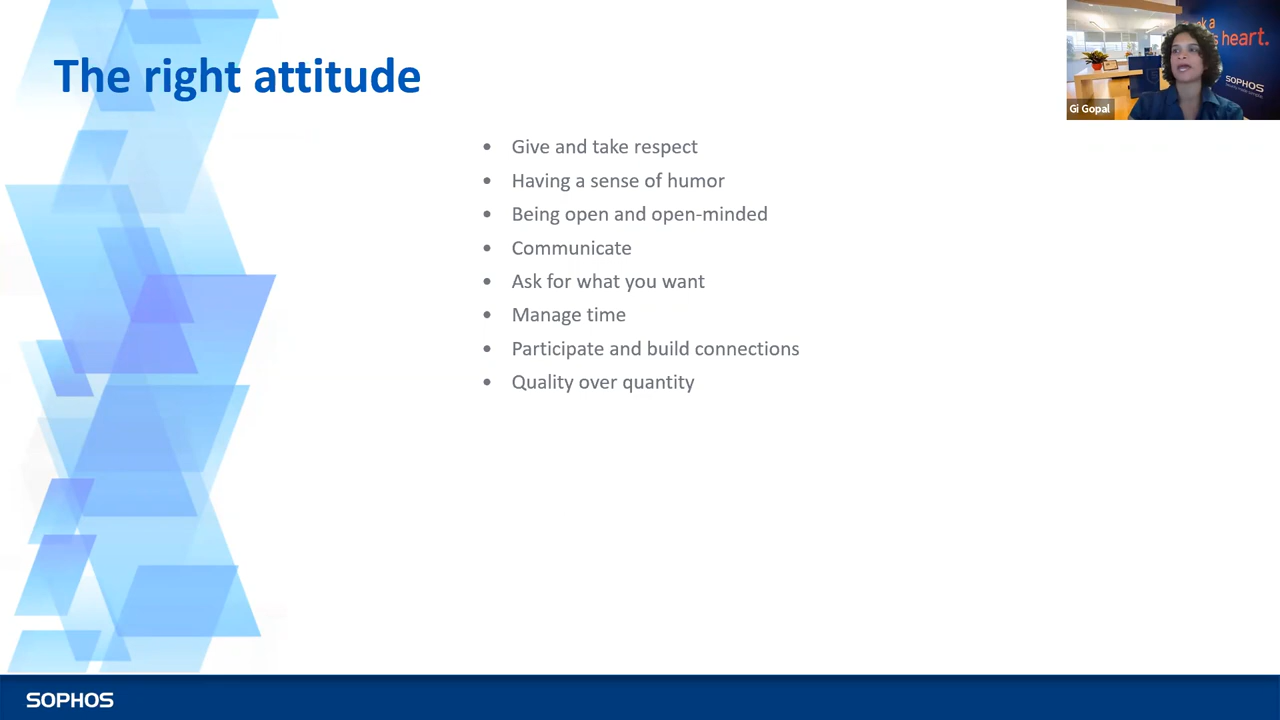 The right attitude
Give and take respect
Having a sense of humor
Being open and open-minded
Communicate
Ask for what you want
Manage time
Participate and build connections
Quality over quantity
heart.
SOPHOS
Gi Gopal
SOPHOS